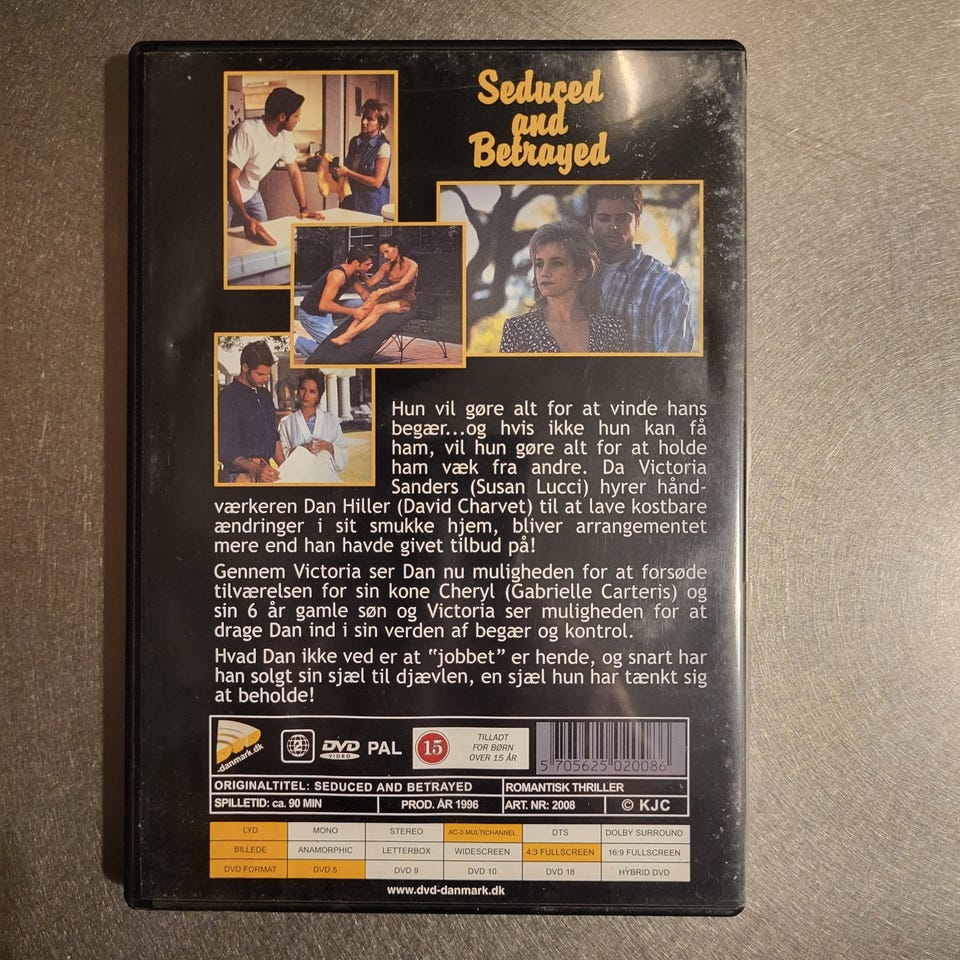 Seduced
and
Betrayed
Hun vil gøre alt for at vinde hans
begær...og hvis ikke hun kan få
ham, vil hun gøre alt for at holde
ham væk fra andre. Da Victoria
Sanders (Susan Lucci) hyrer hånd-
værkeren Dan Hiller (David Charvet) til at lave kostbare
ændringer i sit smukke hjem, bliver arrangementet
mere end han havde givet tilbud på!
Gennem Victoria ser Dan nu muligheden for at forsøde
tilværelsen for sin kone Cheryl (Gabrielle Carteris) og
sin 6 år gamle søn og Victoria ser muligheden for at
drage Dan ind i sin verden af begær og kontrol.
Hvad Dan ikke ved er at "jobbet" er hende, og snart har
han solgt sin sjæl til djævlen, en sjæl hun har tænkt sig
at beholde!
DVD
-danmark.dk
2
DVD
VIDEO
PAL
15
TILLADT
FOR BØRN
OVER 15 ÅR
5 705625 020086
ORIGINALTITEL: SEDUCED AND BETRAYED ROMANTISK THRILLER
SPILLETID: ca. 90 MIN PROD. ÅR 1996 ART. NR: 2008 © KJC
LYD MONO STEREO AC-3 MULTICHANNEL DTS DOLBY SURROUND
BILLEDE ANAMORPHIC LETTERBOX WIDESCREEN 4:3 FULLSCREEN 16:9 FULLSCREEN
DVD FORMAT DVD 5 DVD 9 DVD 10 DVD 18 HYBRID DVD
www.dvd-danmark.dk